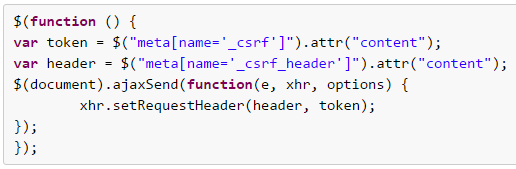 $(function () {
var token = $("meta[name='_csrf']").attr("content");
var header = $("meta[name='_csrf_header']").attr("content");
$(document).ajaxSend(function(e, xhr, options) {
        xhr.setRequestHeader(header, token);
});
});